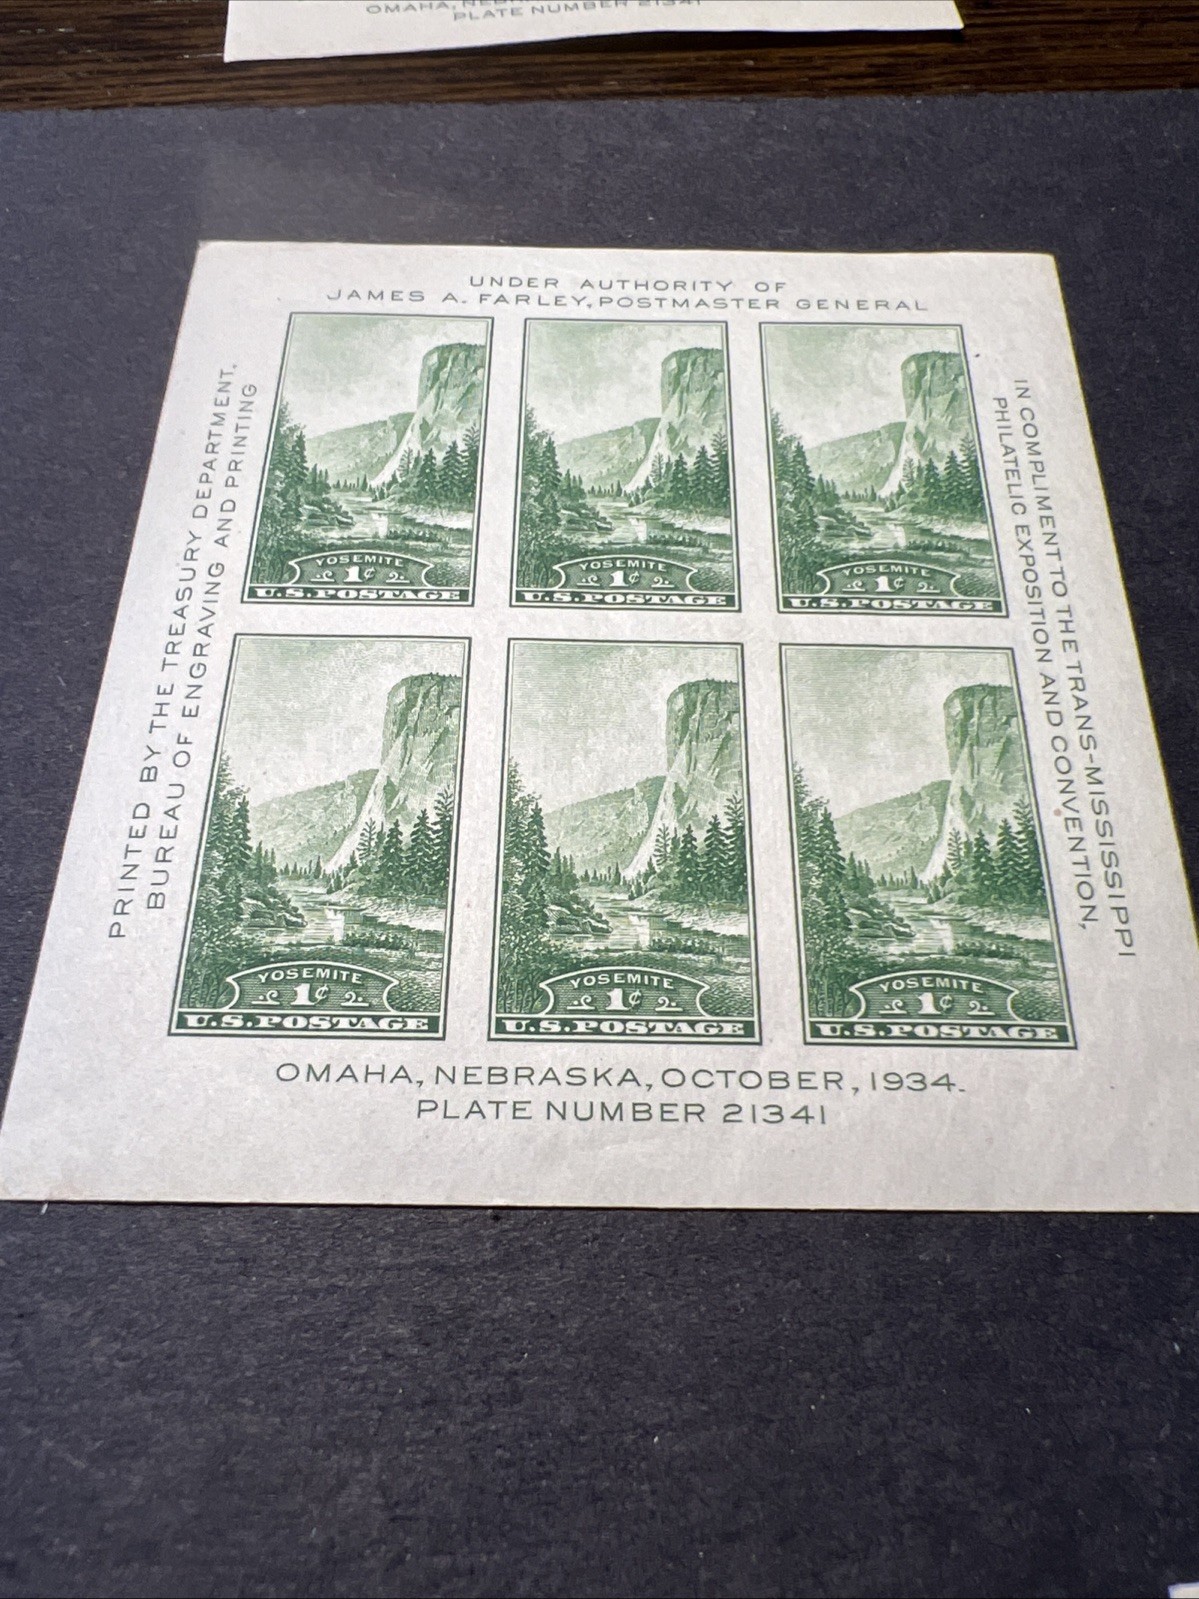 OMAHA, NEBR
PLATE NUMBER 21341
UNDER AUTHORITY OF
JAMES A. FARLEY, POSTMASTER GENERAL
PRINTED BY THE TREASURY DEPARTMENT,
BUREAU OF ENGRAVING AND PRINTING
IN COMPLIMENT TO THE TRANS-MISSISSIPPI
PHILATELIC EXPOSITION AND CONVENTION,
YOSEMITE
1¢
U.S.POSTAGE
YOSEMITE
1¢
U.S.POSTAGE
YOSEMITE
1¢
U.S.POSTAGE
YOSEMITE
1¢
U.S.POSTAGE
YOSEMITE
1¢
U.S.POSTAGE
YOSEMITE
1¢
U.S.POSTAGE
OMAHA, NEBRASKA, OCTOBER, 1934.
PLATE NUMBER 21341